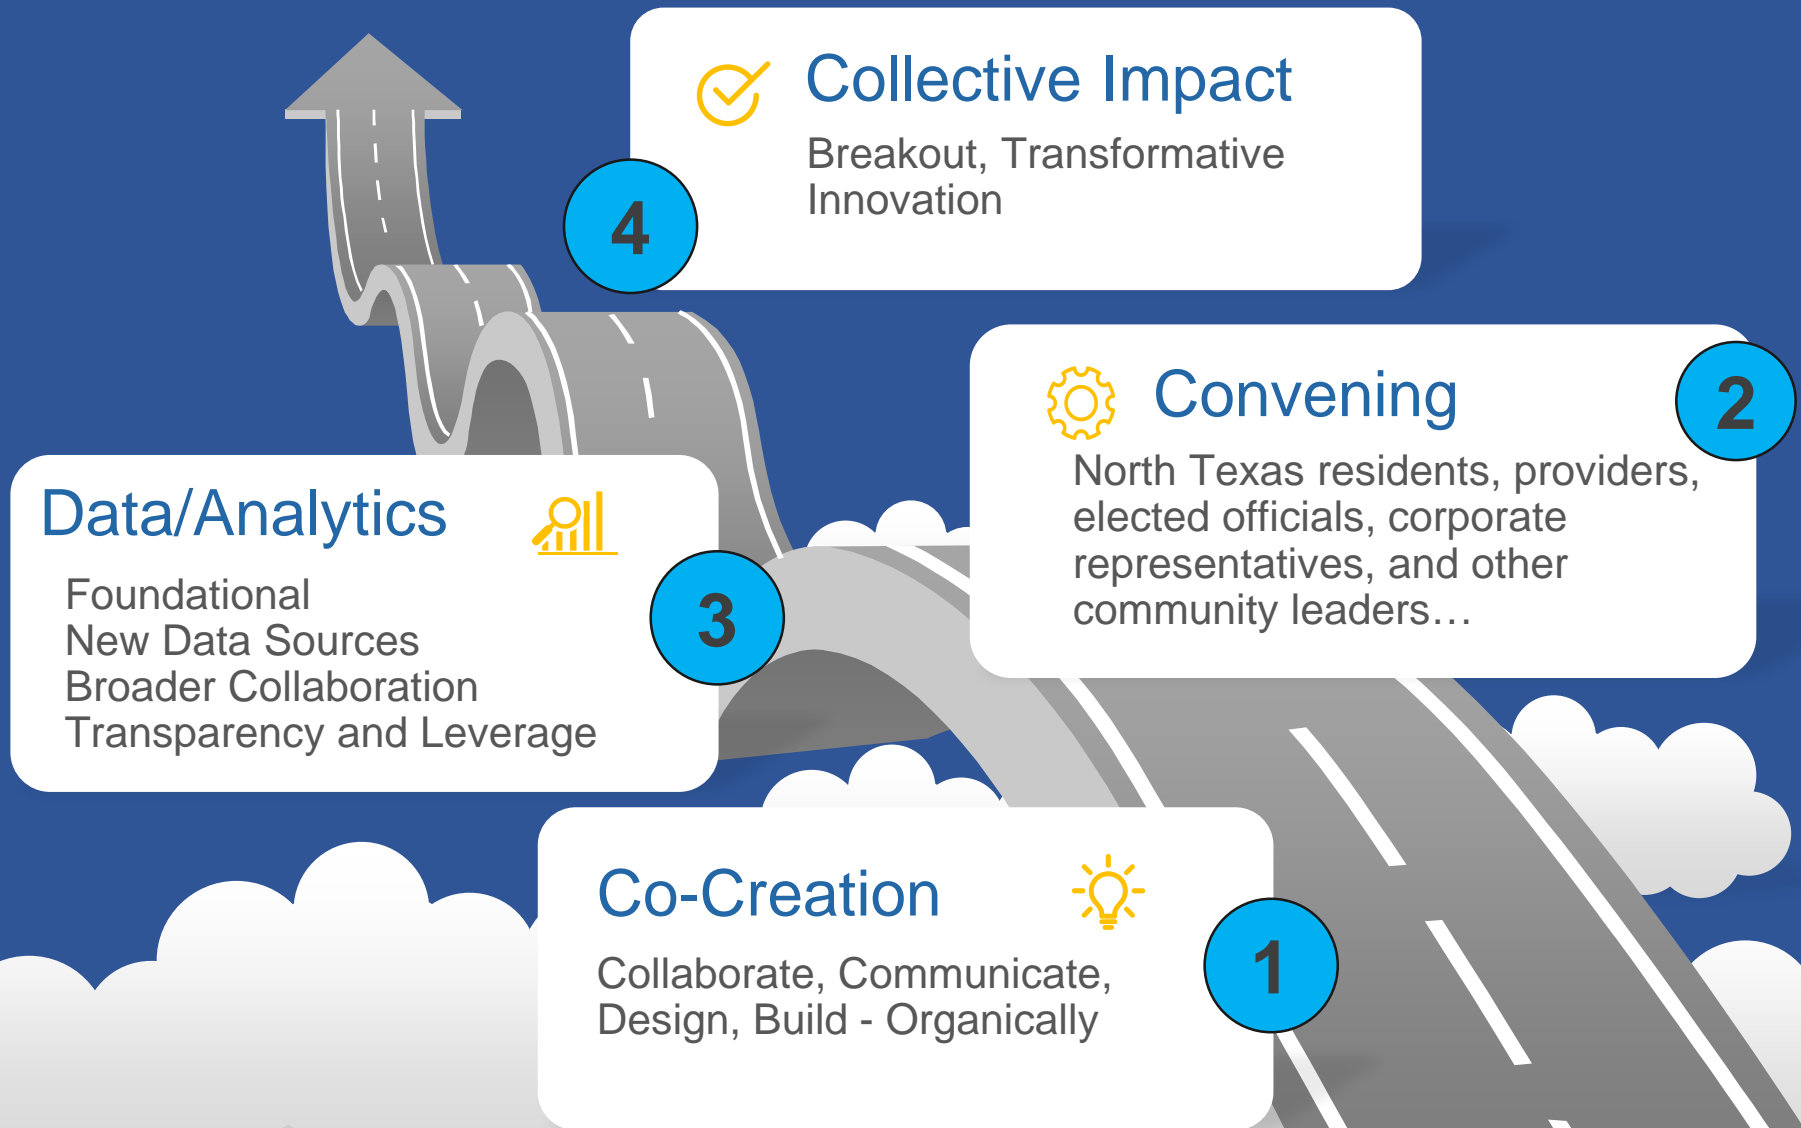 Collective Impact
Breakout, Transformative
Innovation
4
Convening
2
North Texas residents, providers,
elected officials, corporate
representatives, and other
community leaders…
Data/Analytics
Foundational
New Data Sources
Broader Collaboration
Transparency and Leverage
3
Co-Creation
Collaborate, Communicate,
Design, Build - Organically
1